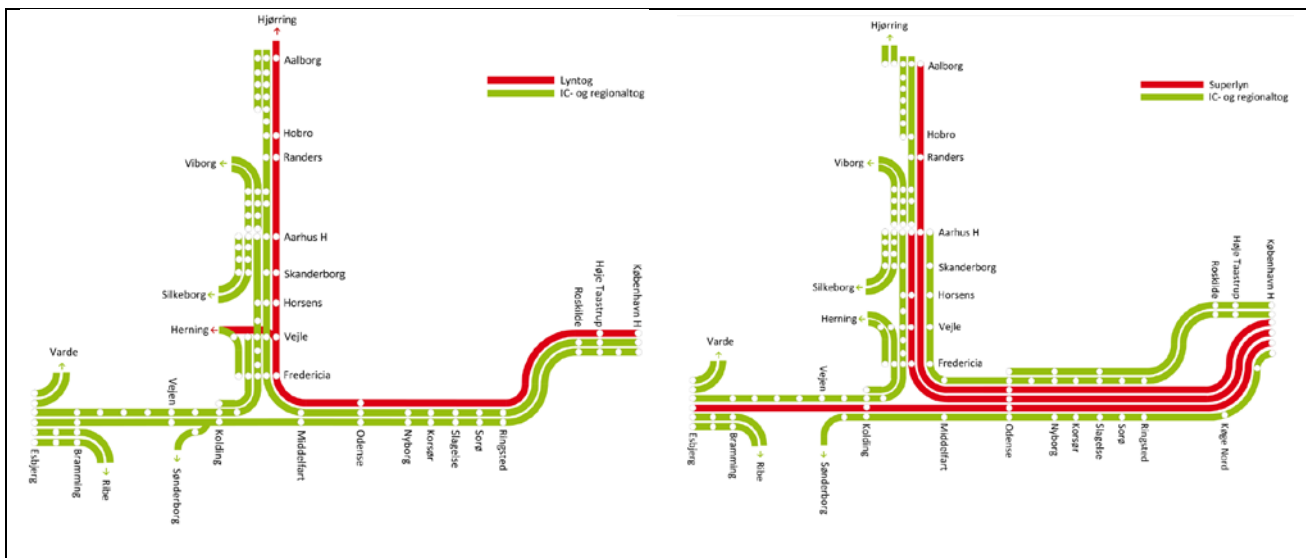 Hjørring
Aalborg
Lyntog
IC- og regionaltog
Hobro
Randers
Viborg
Aarhus H
Skanderborg
Silkeborg
Horsens
Herning
Vejle
Varde
Fredericia
Vejen
Roskilde
Høje Taastrup
København H
Esbjerg
Bramming
Ribe
Sønderborg
Kolding
Middelfart
Odense
Nyborg
Korsør
Slagelse
Sorø
Ringsted
Hjørring
Aalborg
Superlyn
IC- og regionaltog
Hobro
Randers
Viborg
Aarhus H
Skanderborg
Silkeborg
Horsens
Herning
Vejle
Varde
Fredericia
Vejen
Roskilde
Høje Taastrup
København H
Esbjerg
Bramming
Ribe
Sønderborg
Kolding
Middelfart
Odense
Nyborg
Korsør
Slagelse
Sorø
Ringsted
Køge Nord